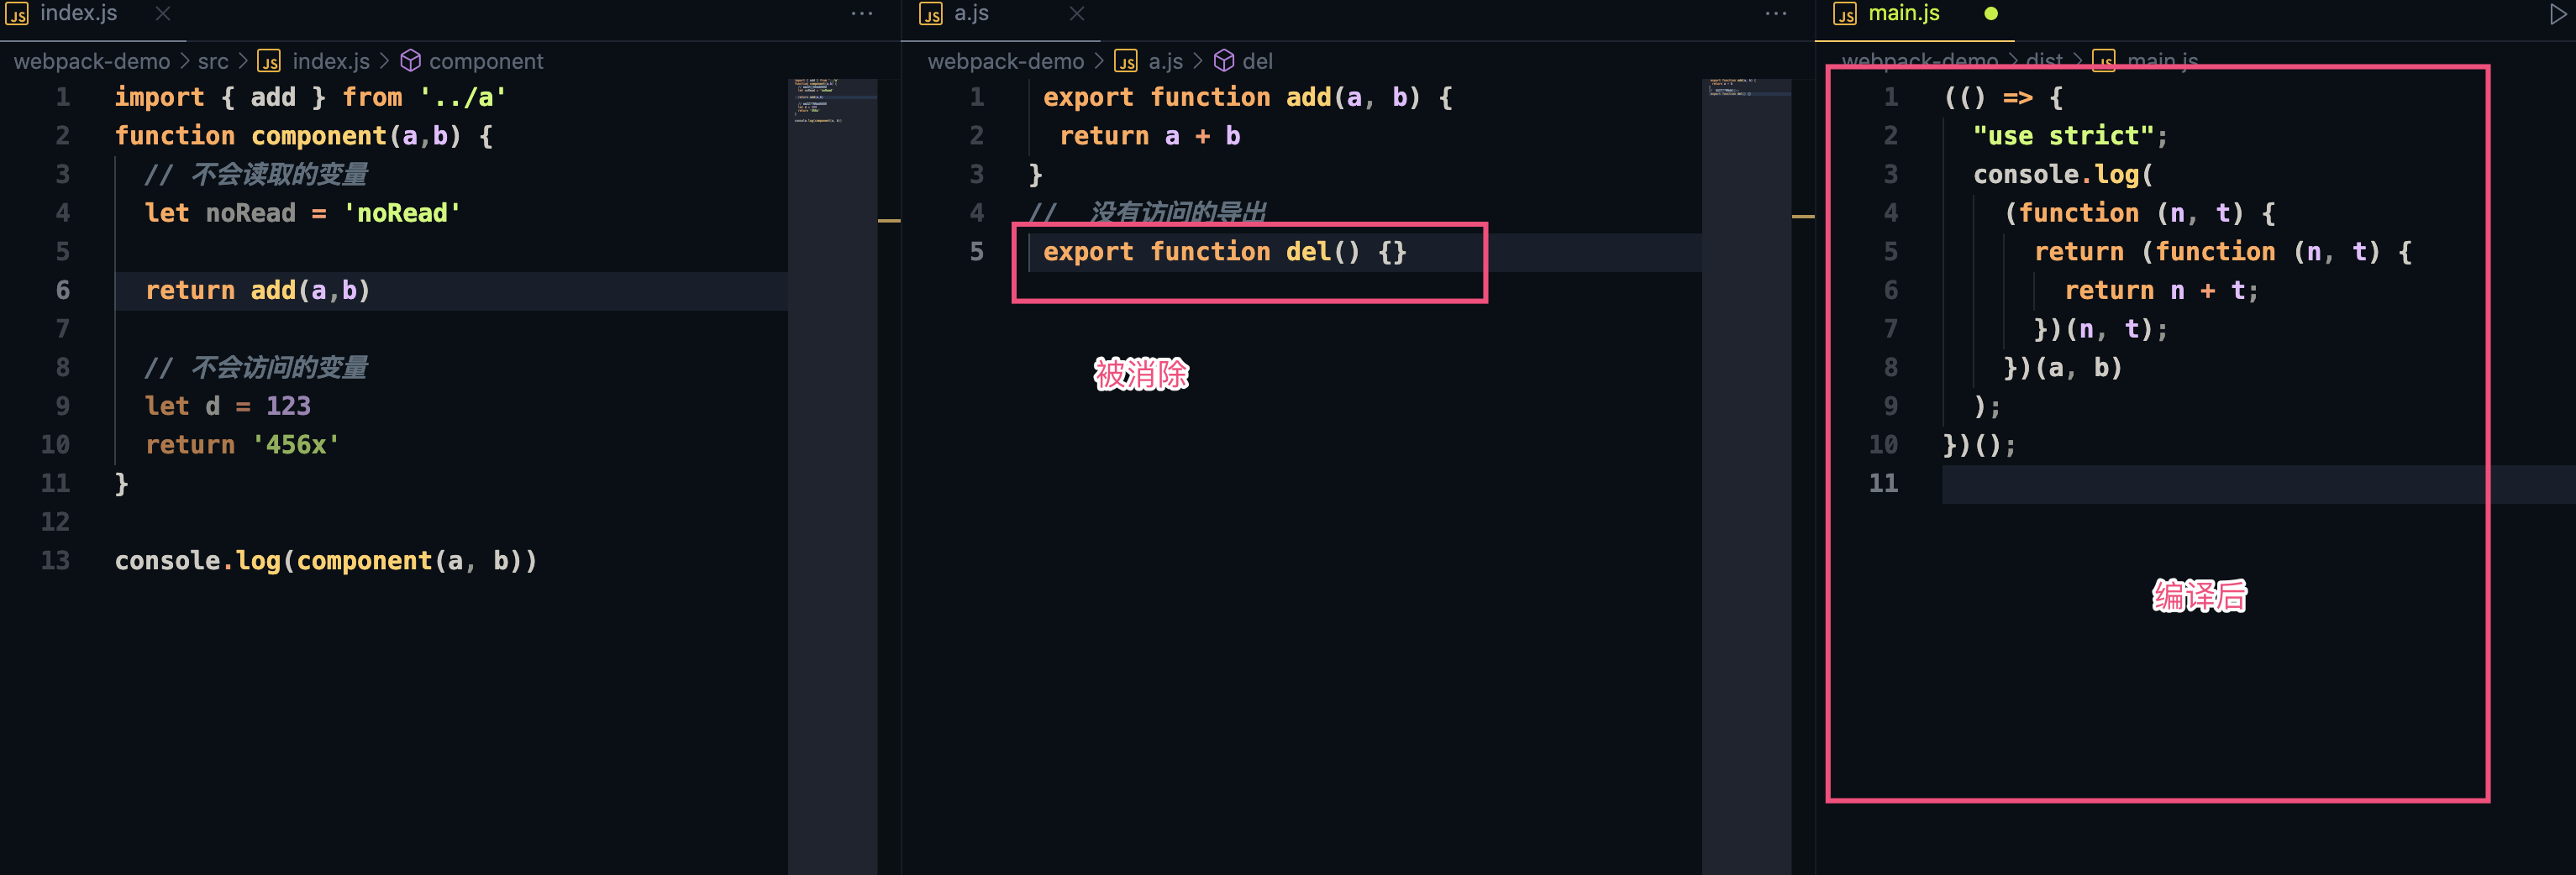 index.js
webpack-demo > src > JS index.js > component
1 import { add } from '../a'
2 function component(a,b) {
3 // 不会读取的变量
4 let noRead = 'noRead'
5
6 return add(a,b)
7
8 // 不会访问的变量
9 let d = 123
10 return '456x'
11 }
12
13 console.log(component(a, b))
JS a.js
webpack-demo > JS a.js > del
1 export function add(a, b) {
2 return a + b
3 }
4 // 没有访问的导出
5 export function del() {}
被消除
JS main.js
webpack-demo > dist > JS main.js
1 (() => {
2 "use strict";
3 console.log(
4 (function (n, t) {
5 return (function (n, t) {
6 return n + t;
7 })(n, t);
8 })(a, b)
9 );
10 })();
11
编译后